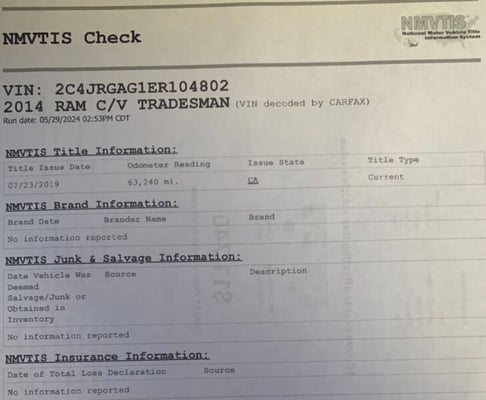 NMVTIS Check
NMVTIS
National Motor Vehicle Title
Information System
VIN: 2C4JRGAG1ER104802
2014 RAM C/V TRADESMAN (VIN decoded by CARFAX)
Run date: 05/29/2024 02:53PM CDT
NMVTIS Title Information:
Title Issue Date Odometer Reading Issue State Title Type
07/23/2019 63,240 mi. CA Current
NMVTIS Brand Information:
Brand Date Brander Name Brand
No information reported
NMVTIS Junk & Salvage Information:
Date Vehicle Was Source Description
Deemed
Salvage/Junk or
Obtained in
Inventory
No information reported
NMVTIS Insurance Information:
Date of Total Loss Declaration Source
No information reported